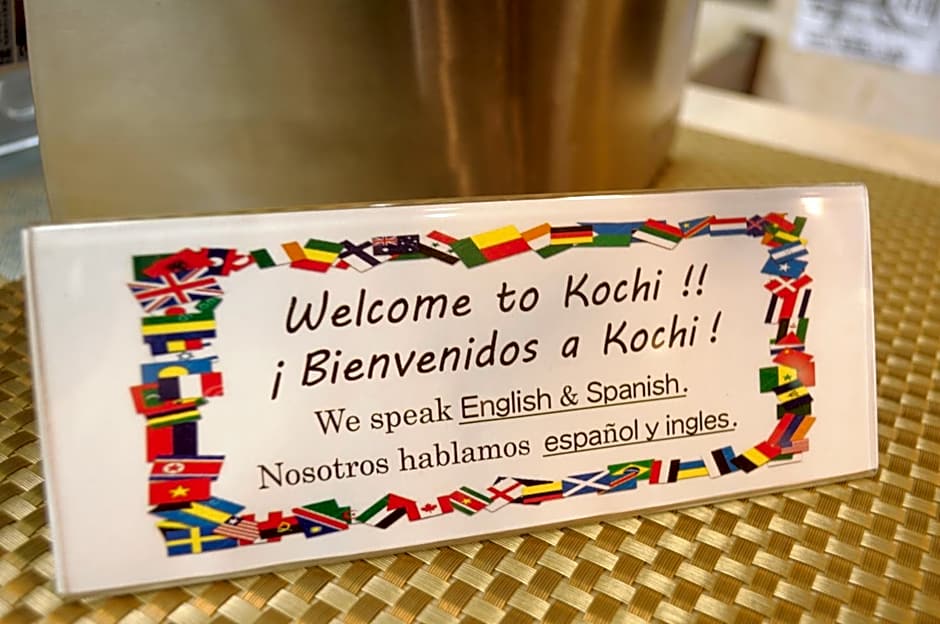 Welcome to Kochi !!
¡Bienvenidos a Kochi!
We speak English & Spanish.
Nosotros hablamos español y ingles.